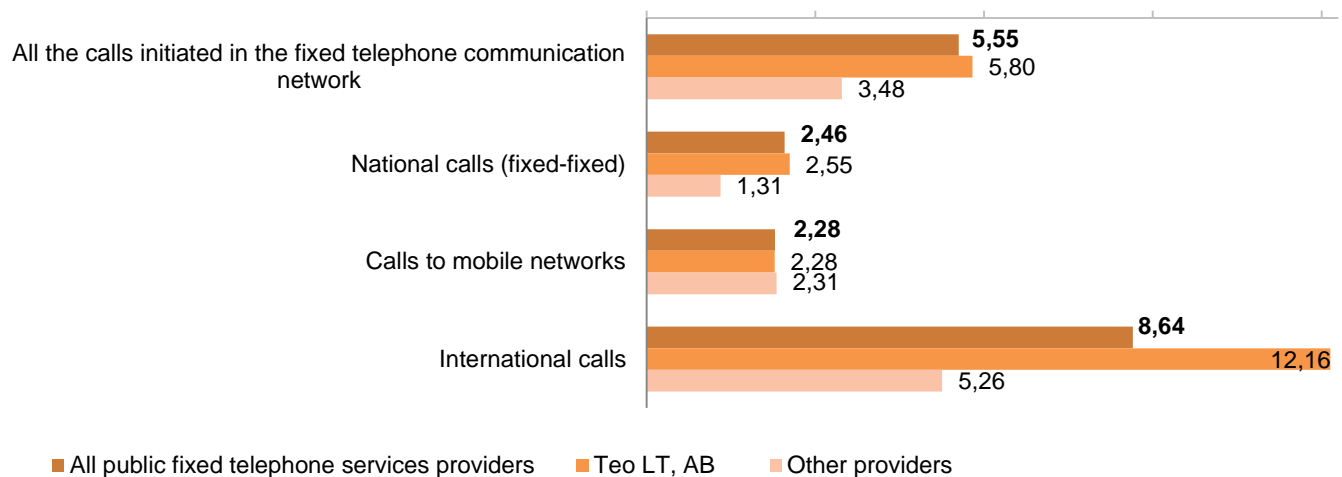 All the calls initiated in the fixed telephone communication
network
5,55
5,80
3,48
National calls (fixed-fixed)
2,46
2,55
1,31
Calls to mobile networks
2,28
2,28
2,31
International calls
8,64
12,16
5,26
All public fixed telephone services providers Teo LT, AB Other providers